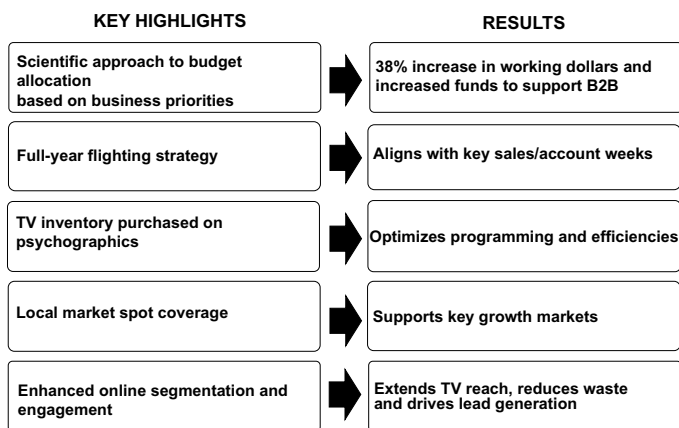 KEY HIGHLIGHTS
RESULTS
Scientific approach to budget
allocation
based on business priorities
38% increase in working dollars and
increased funds to support B2B
Full-year flighting strategy
Aligns with key sales/account weeks
TV inventory purchased on
psychographics
Optimizes programming and efficiencies
Local market spot coverage
Supports key growth markets
Enhanced online segmentation and
engagement
Extends TV reach, reduces waste
and drives lead generation